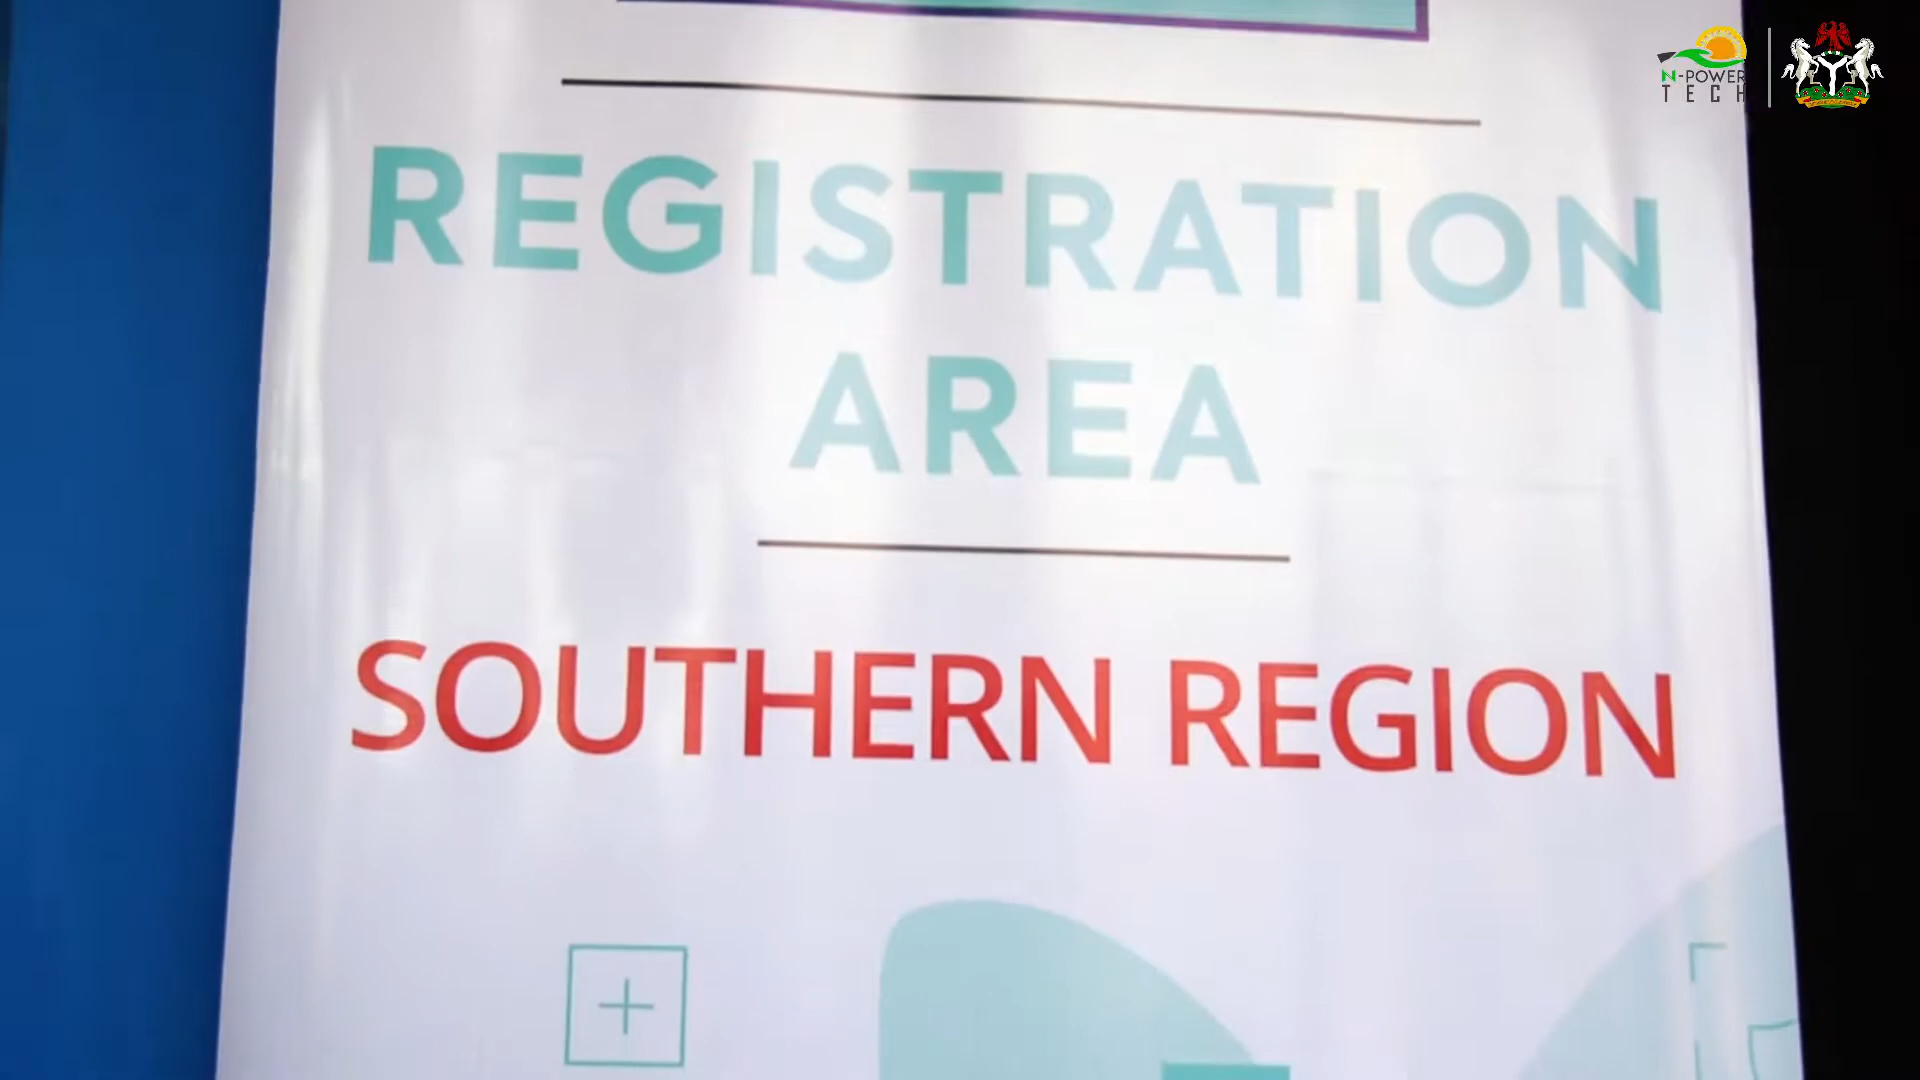 N-POWER
TECH
REGISTRATION
AREA
SOUTHERN REGION